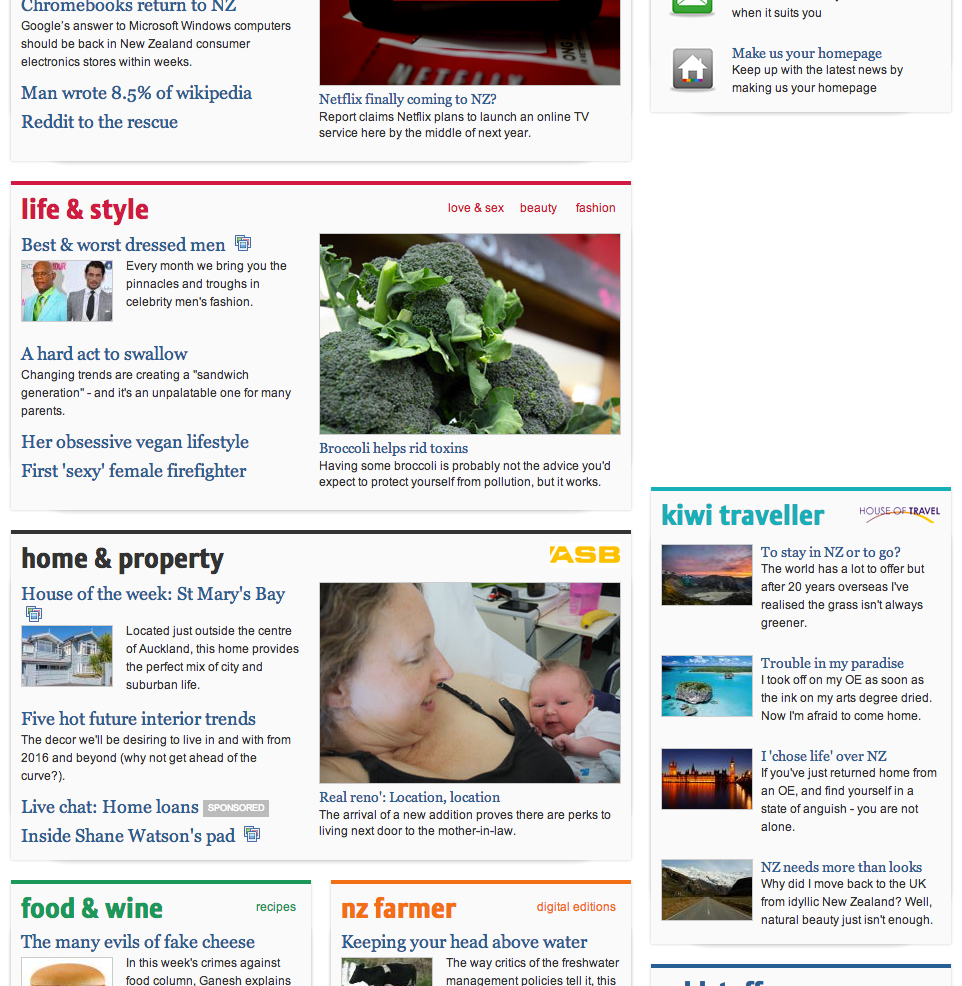 Chromebooks return to NZ
Google's answer to Microsoft Windows computers
should be back in New Zealand consumer
electronics stores within weeks.
Man wrote 8.5% of wikipedia
Reddit to the rescue
NETFLIX
Netflix finally coming to NZ?
Report claims Netflix plans to launch an online TV
service here by the middle of next year.
when it suits you
Make us your homepage
Keep up with the latest news by
making us your homepage
life & style
love & sex
beauty
fashion
Best & worst dressed men
Every month we bring you the
pinnacles and troughs in
celebrity men's fashion.
A hard act to swallow
Changing trends are creating a "sandwich
generation" - and it's an unpalatable one for many
parents.
Her obsessive vegan lifestyle
First 'sexy' female firefighter
Broccoli helps rid toxins
Having some broccoli is probably not the advice you'd
expect to protect yourself from pollution, but it works.
home & property
ASB
House of the week: St Mary's Bay
Located just outside the centre
of Auckland, this home provides
the perfect mix of city and
suburban life.
Five hot future interior trends
The decor we'll be desiring to live in and with from
2016 and beyond (why not get ahead of the
curve?).
Live chat: Home loans SPONSORED
Inside Shane Watson's pad
Real reno': Location, location
The arrival of a new addition proves there are perks to
living next door to the mother-in-law.
kiwi traveller
HOUSE OF TRAVEL
To stay in NZ or to go?
The world has a lot to offer but
after 20 years overseas I've
realised the grass isn't always
greener.
Trouble in my paradise
I took off on my OE as soon as
the ink on my arts degree dried.
Now I'm afraid to come home.
I 'chose life' over NZ
If you've just returned home from
an OE, and find yourself in a
state of anguish - you are not
alone.
NZ needs more than looks
Why did I move back to the UK
from idyllic New Zealand? Well,
natural beauty just isn't enough.
food & wine
recipes
The many evils of fake cheese
In this week's crimes against
food column, Ganesh explains
nz farmer
digital editions
Keeping your head above water
The way critics of the freshwater
management policies tell it, this